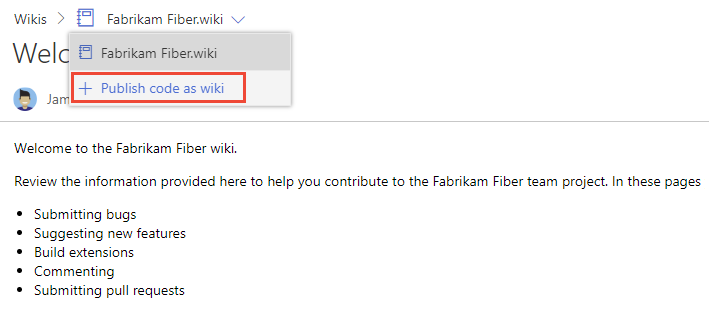 Wikis > Fabrikam Fiber.wiki
Fabrikam Fiber.wiki
+ Publish code as wiki
Welcome to the Fabrikam Fiber wiki.
Review the information provided here to help you contribute to the Fabrikam Fiber team project. In these pages
• Submitting bugs
• Suggesting new features
• Build extensions
• Commenting
• Submitting pull requests